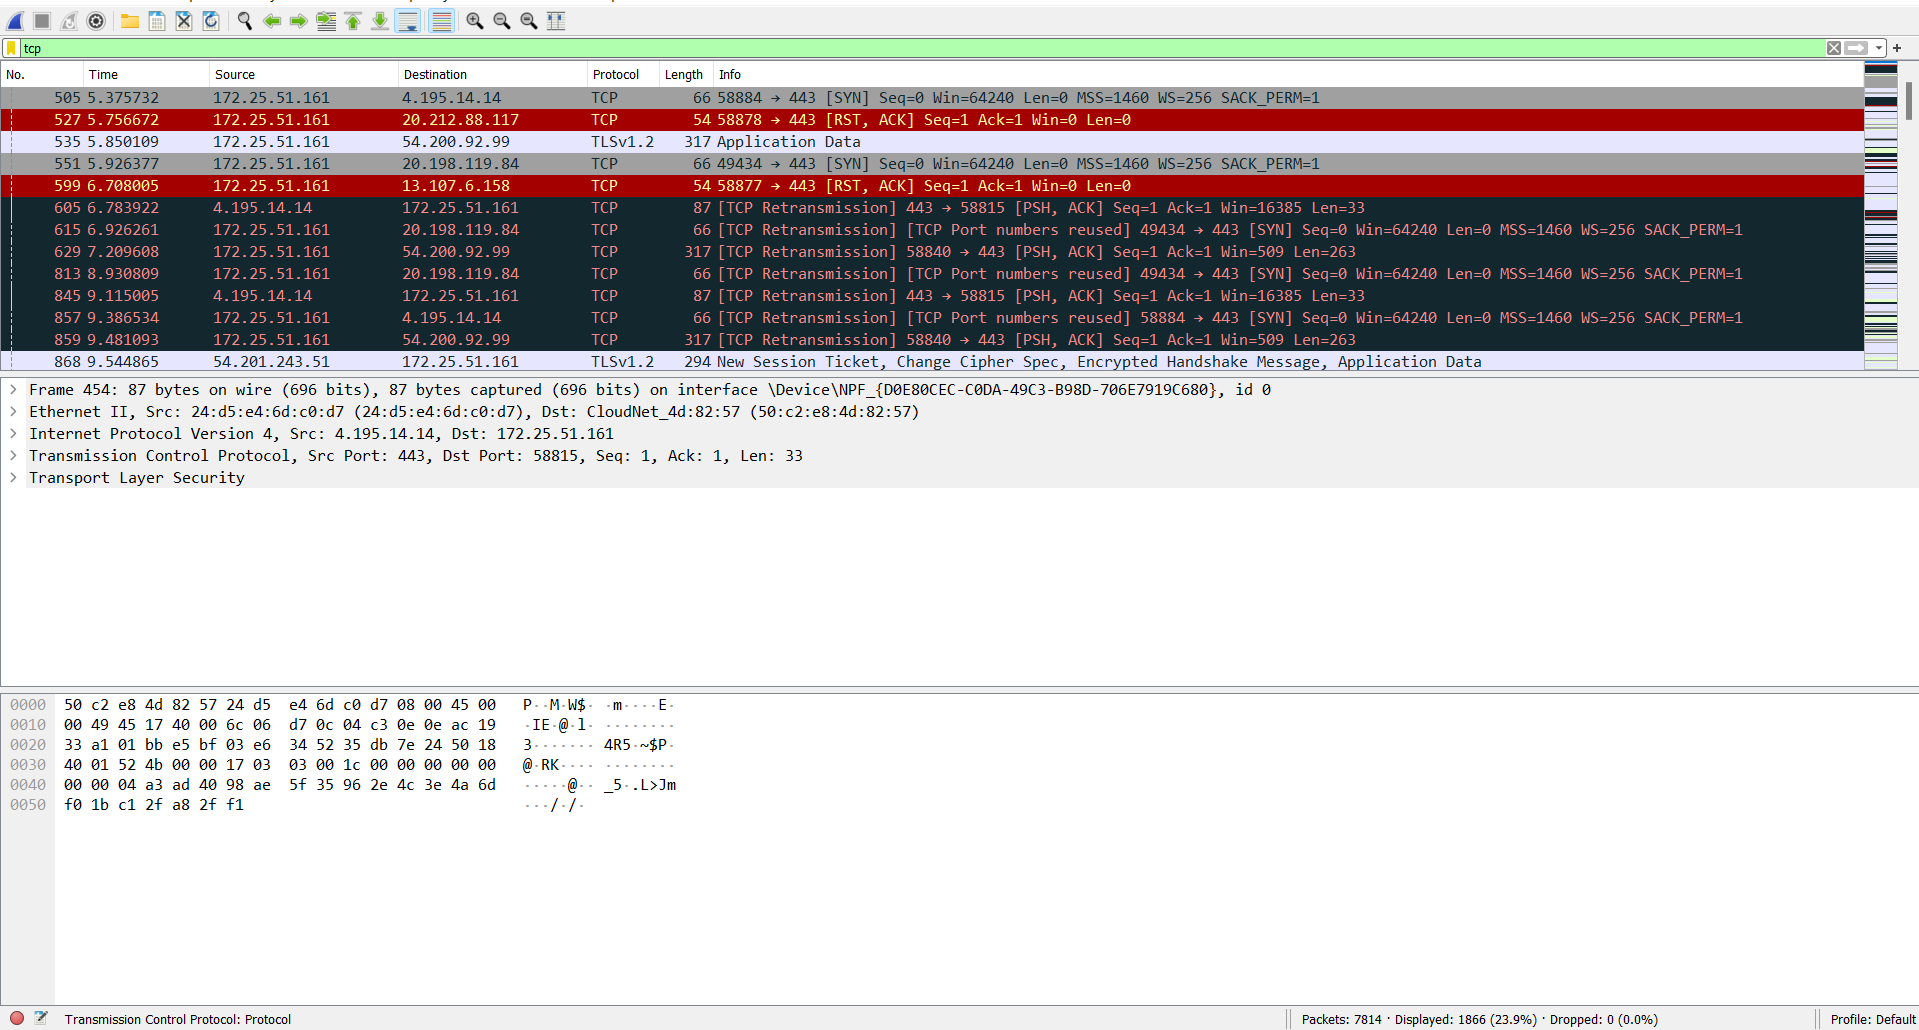 tcp
No. Time Source Destination Protocol Length Info
505 5.375732 172.25.51.161 4.195.14.14 TCP 66 58884 → 443 [SYN] Seq=0 Win=64240 Len=0 MSS=1460 WS=256 SACK_PERM=1
527 5.756672 172.25.51.161 20.212.88.117 TCP 54 58878 → 443 [RST, ACK] Seq=1 Ack=1 Win=0 Len=0
535 5.850109 172.25.51.161 54.200.92.99 TLSv1.2 317 Application Data
551 5.926377 172.25.51.161 20.198.119.84 TCP 66 49434 → 443 [SYN] Seq=0 Win=64240 Len=0 MSS=1460 WS=256 SACK_PERM=1
599 6.708005 172.25.51.161 13.107.6.158 TCP 54 58877 → 443 [RST, ACK] Seq=1 Ack=1 Win=0 Len=0
605 6.783922 4.195.14.14 172.25.51.161 TCP 87 [TCP Retransmission] 443 → 58815 [PSH, ACK] Seq=1 Ack=1 Win=16385 Len=33
615 6.926261 172.25.51.161 20.198.119.84 TCP 66 [TCP Retransmission] [TCP Port numbers reused] 49434 → 443 [SYN] Seq=0 Win=64240 Len=0 MSS=1460 WS=256 SACK_PERM=1
629 7.209608 172.25.51.161 54.200.92.99 TCP 317 [TCP Retransmission] 58840 → 443 [PSH, ACK] Seq=1 Ack=1 Win=509 Len=263
813 8.930809 172.25.51.161 20.198.119.84 TCP 66 [TCP Retransmission] [TCP Port numbers reused] 49434 → 443 [SYN] Seq=0 Win=64240 Len=0 MSS=1460 WS=256 SACK_PERM=1
845 9.115005 4.195.14.14 172.25.51.161 TCP 87 [TCP Retransmission] 443 → 58815 [PSH, ACK] Seq=1 Ack=1 Win=16385 Len=33
857 9.386534 172.25.51.161 4.195.14.14 TCP 66 [TCP Retransmission] [TCP Port numbers reused] 58884 → 443 [SYN] Seq=0 Win=64240 Len=0 MSS=1460 WS=256 SACK_PERM=1
859 9.481093 172.25.51.161 54.200.92.99 TCP 317 [TCP Retransmission] 58840 → 443 [PSH, ACK] Seq=1 Ack=1 Win=509 Len=263
868 9.544865 54.201.243.51 172.25.51.161 TLSv1.2 294 New Session Ticket, Change Cipher Spec, Encrypted Handshake Message, Application Data
Frame 454: 87 bytes on wire (696 bits), 87 bytes captured (696 bits) on interface \Device\NPF_{D0E80CEC-C0DA-49C3-B98D-706E7919C680}, id 0
Ethernet II, Src: 24:d5:e4:6d:c0:d7 (24:d5:e4:6d:c0:d7), Dst: CloudNet_4d:82:57 (50:c2:e8:4d:82:57)
Internet Protocol Version 4, Src: 4.195.14.14, Dst: 172.25.51.161
Transmission Control Protocol, Src Port: 443, Dst Port: 58815, Seq: 1, Ack: 1, Len: 33
Transport Layer Security
0000 50 c2 e8 4d 82 57 24 d5 e4 6d c0 d7 08 00 45 00 P··M·W$· ·m····E·
0010 00 49 45 17 40 00 6c 06 d7 0c 04 c3 0e 0e ac 19 ·IE·@·l· ········
0020 33 a1 01 bb e5 bf 03 e6 34 52 35 db 7e 24 50 18 3······· 4R5·~$P·
0030 40 01 52 4b 00 00 17 03 03 00 1c 00 00 00 00 00 @·RK···· ········
0040 00 00 04 a3 ad 40 98 ae 5f 35 96 2e 4c 3e 4a 6d ·····@·· _5·.L>Jm
0050 f0 1b c1 2f a8 2f f1 ···/·/·
Transmission Control Protocol: Protocol
Packets: 7814 · Displayed: 1866 (23.9%) · Dropped: 0 (0.0%)
Profile: Default